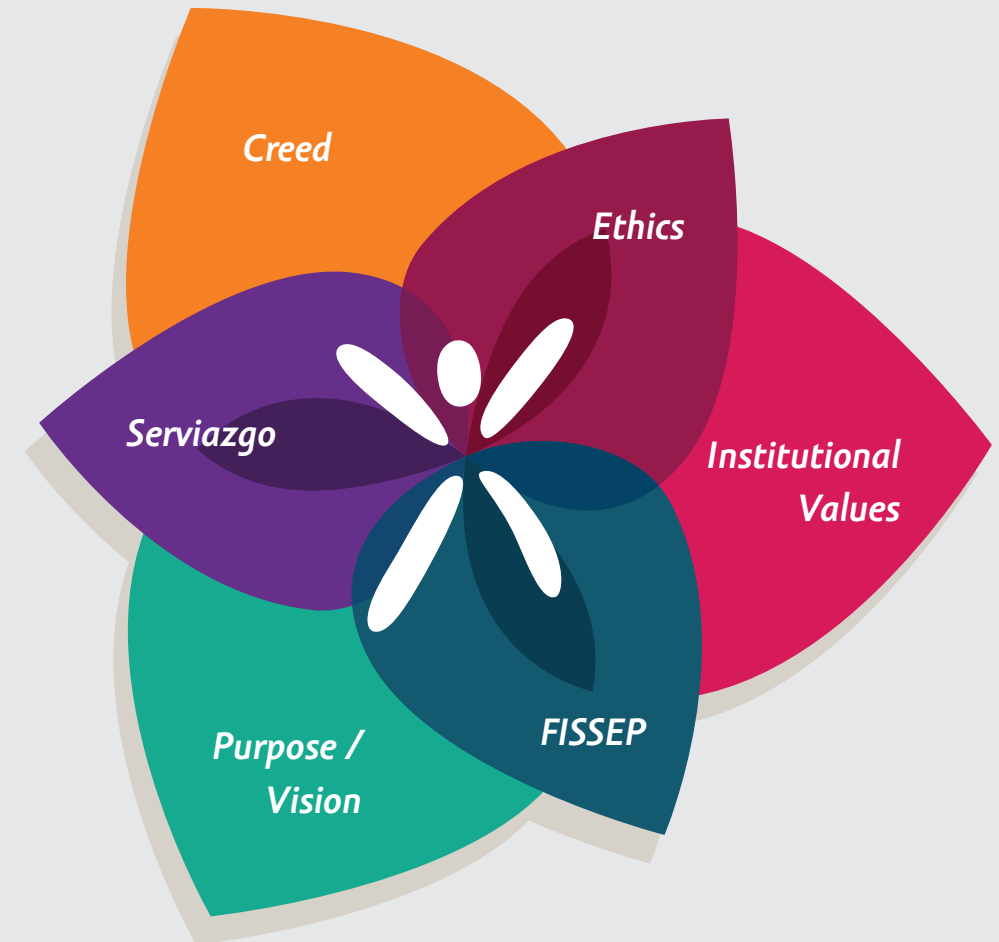 Creed
Ethics
Serviazgo
Institutional
Values
FISSEP
Purpose /
Vision